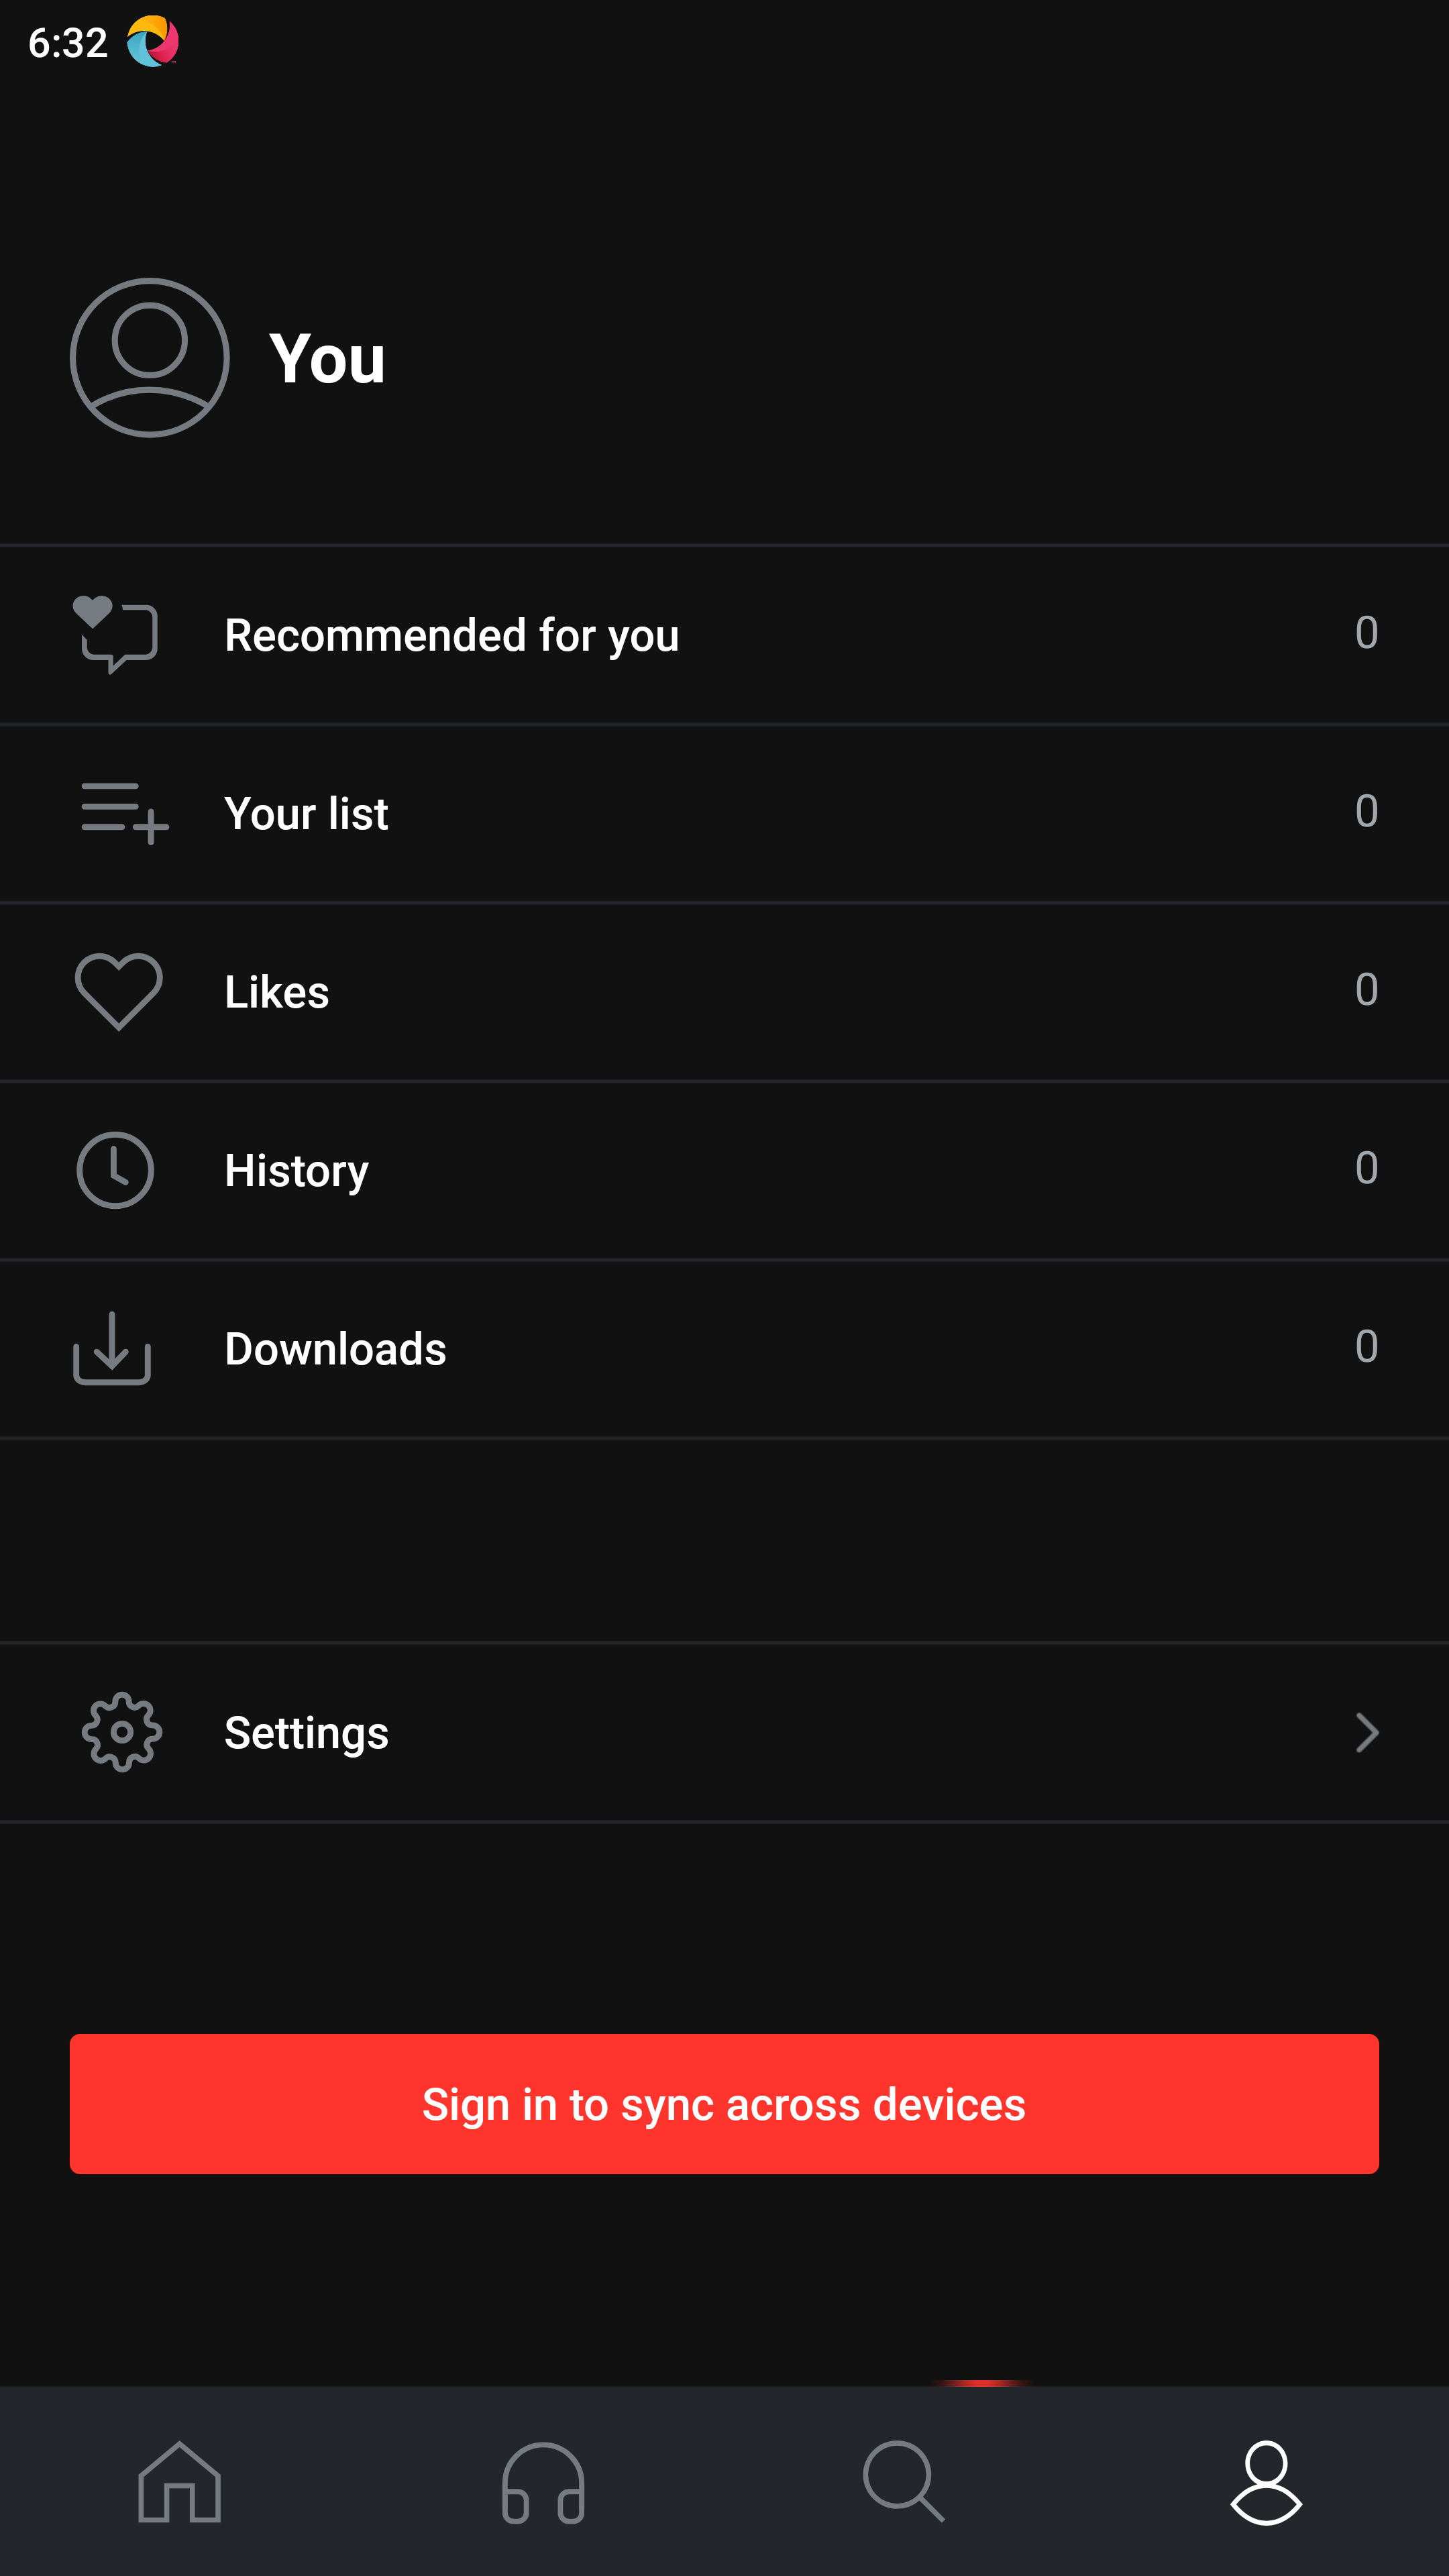 6:32
You
Recommended for you 0
Your list 0
Likes 0
History 0
Downloads 0
Settings
Sign in to sync across devices